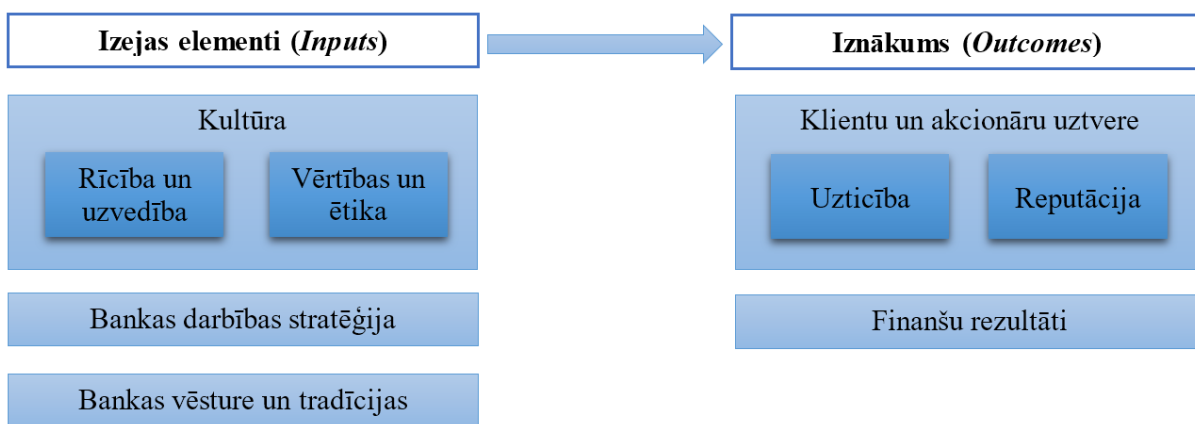 Izejas elementi (Inputs)
Iznākums (Outcomes)
Kultūra
Rīcība un
uzvedība
Vērtības un
ētika
Bankas darbības stratēģija
Bankas vēsture un tradīcijas
Klientu un akcionāru uztvere
Uzticība
Reputācija
Finanšu rezultāti